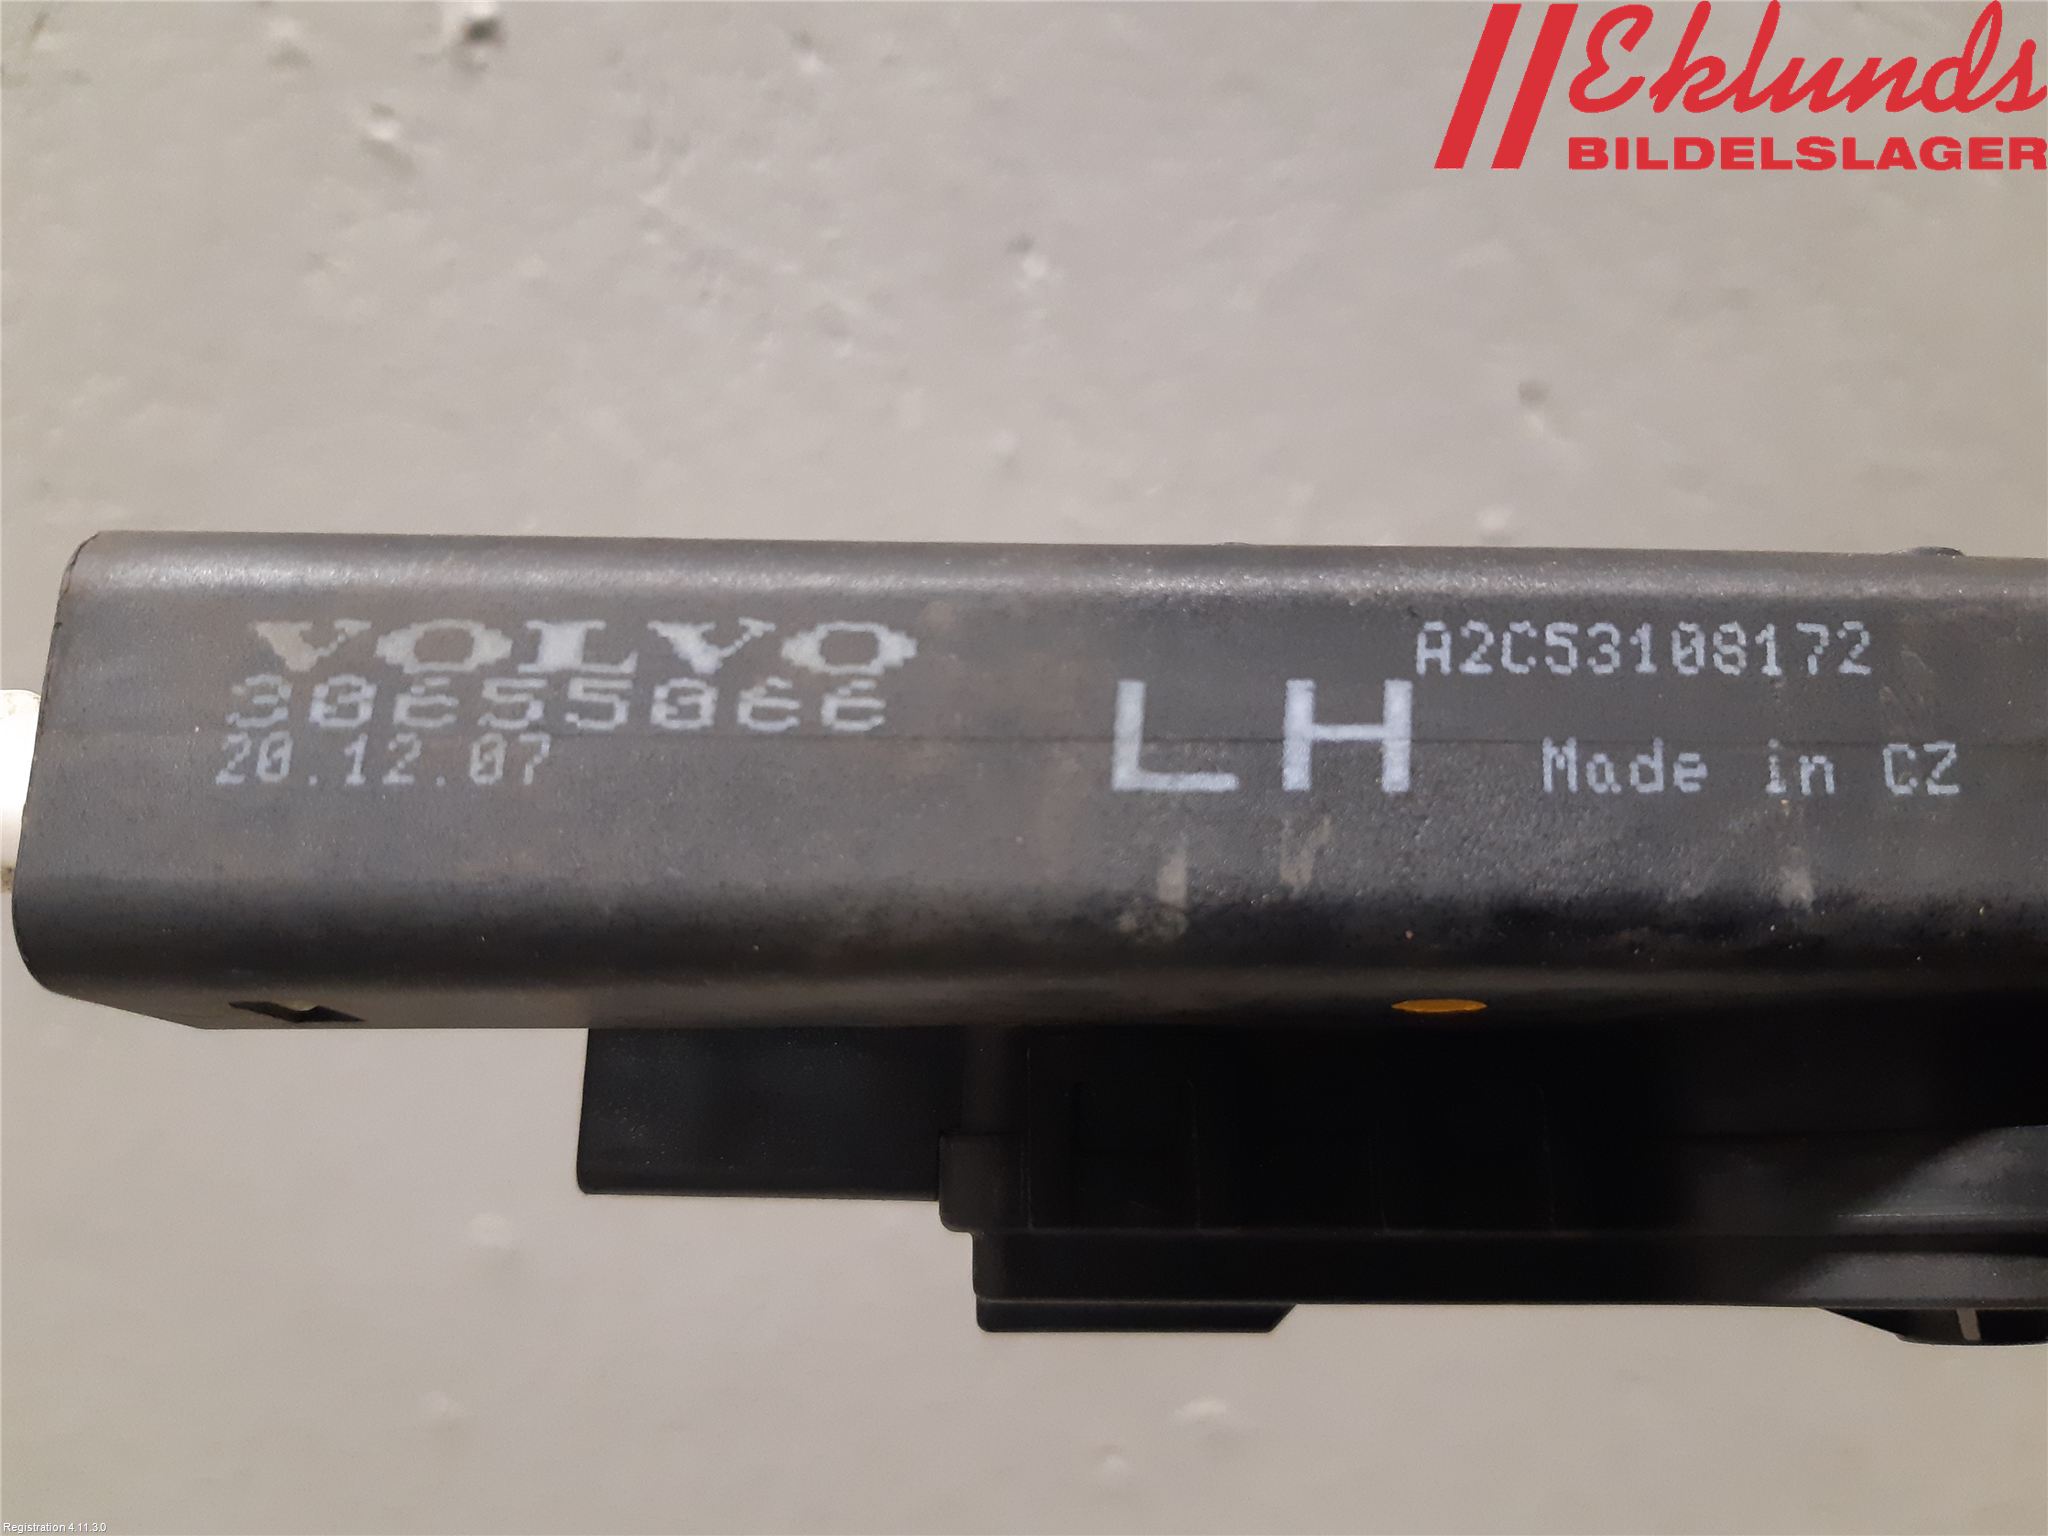 Eklunds
BILDELSLAGER
VOLVO
30655066
20.12.07
LH
A2C53108172
Made in CZ
Registration 4.11.3.0